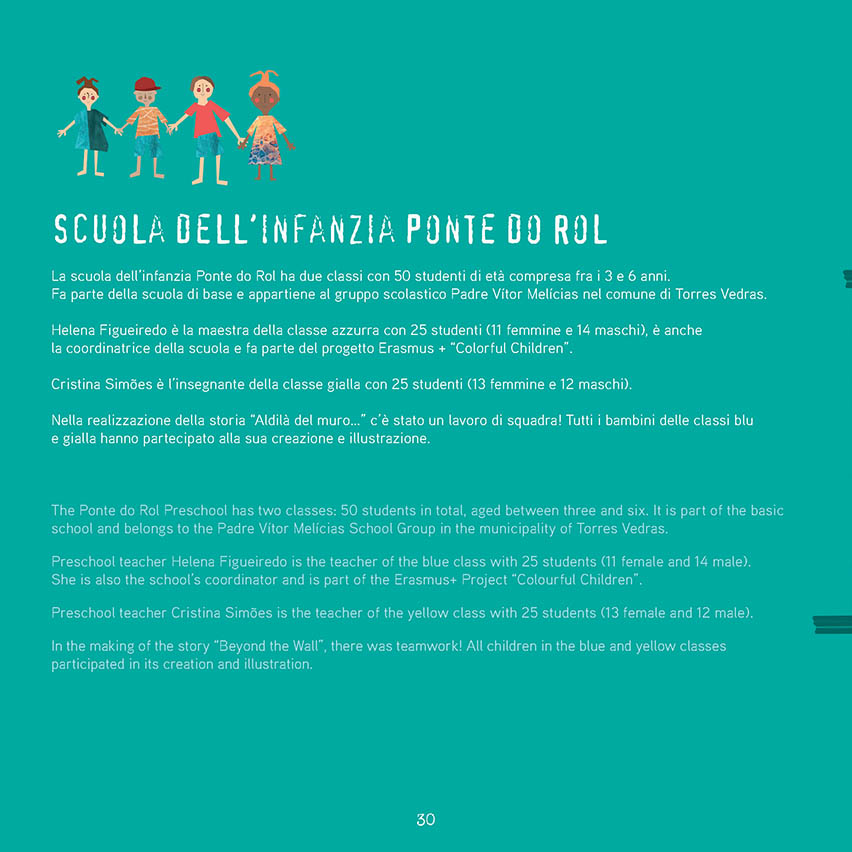 SCUOLA DELL'INFANZIA PONTE DO ROL
La scuola dell'infanzia Ponte do Rol ha due classi con 50 studenti di età compresa fra i 3 e 6 anni.
Fa parte della scuola di base e appartiene al gruppo scolastico Padre Vítor Melícias nel comune di Torres Vedras.
Helena Figueiredo è la maestra della classe azzurra con 25 studenti (11 femmine e 14 maschi), è anche
la coordinatrice della scuola e fa parte del progetto Erasmus + “Colorful Children”.
Cristina Simões è l'insegnante della classe gialla con 25 studenti (13 femmine e 12 maschi).
Nella realizzazione della storia “Aldilà del muro...” c'è stato un lavoro di squadra! Tutti i bambini delle classi blu
e gialla hanno partecipato alla sua creazione e illustrazione.
The Ponte do Rol Preschool has two classes: 50 students in total, aged between three and six. It is part of the basic
school and belongs to the Padre Vítor Melícias School Group in the municipality of Torres Vedras.
Preschool teacher Helena Figueiredo is the teacher of the blue class with 25 students (11 female and 14 male).
She is also the school's coordinator and is part of the Erasmus+ Project “Colourful Children”.
Preschool teacher Cristina Simões is the teacher of the yellow class with 25 students (13 female and 12 male).
In the making of the story “Beyond the Wall”, there was teamwork! All children in the blue and yellow classes
participated in its creation and illustration.
30